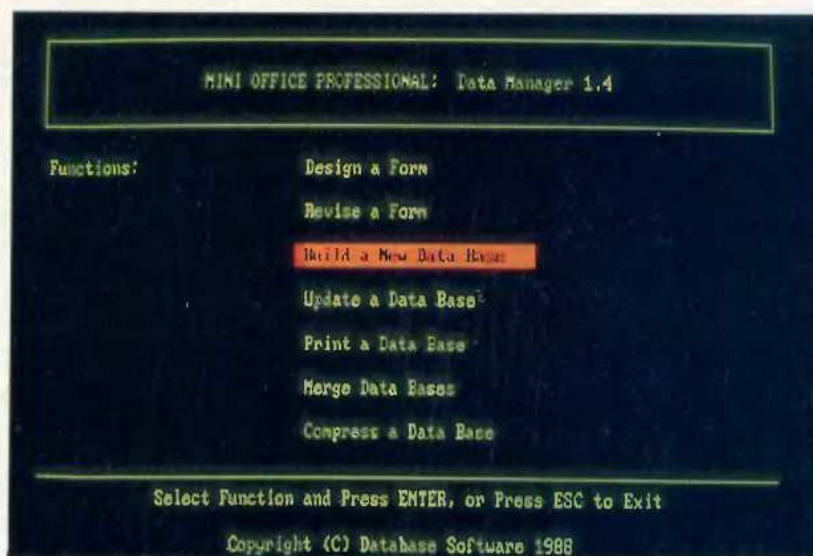 MINI OFFICE PROFESSIONAL: Data Manager 1.4
Functions:
Design a Form
Revise a Form
Build a New Data Base
Update a Data Base
Print a Data Base
Merge Data Bases
Compress a Data Base
Select Function and Press ENTER, or Press ESC to Exit
Copyright (C) Database Software 1988